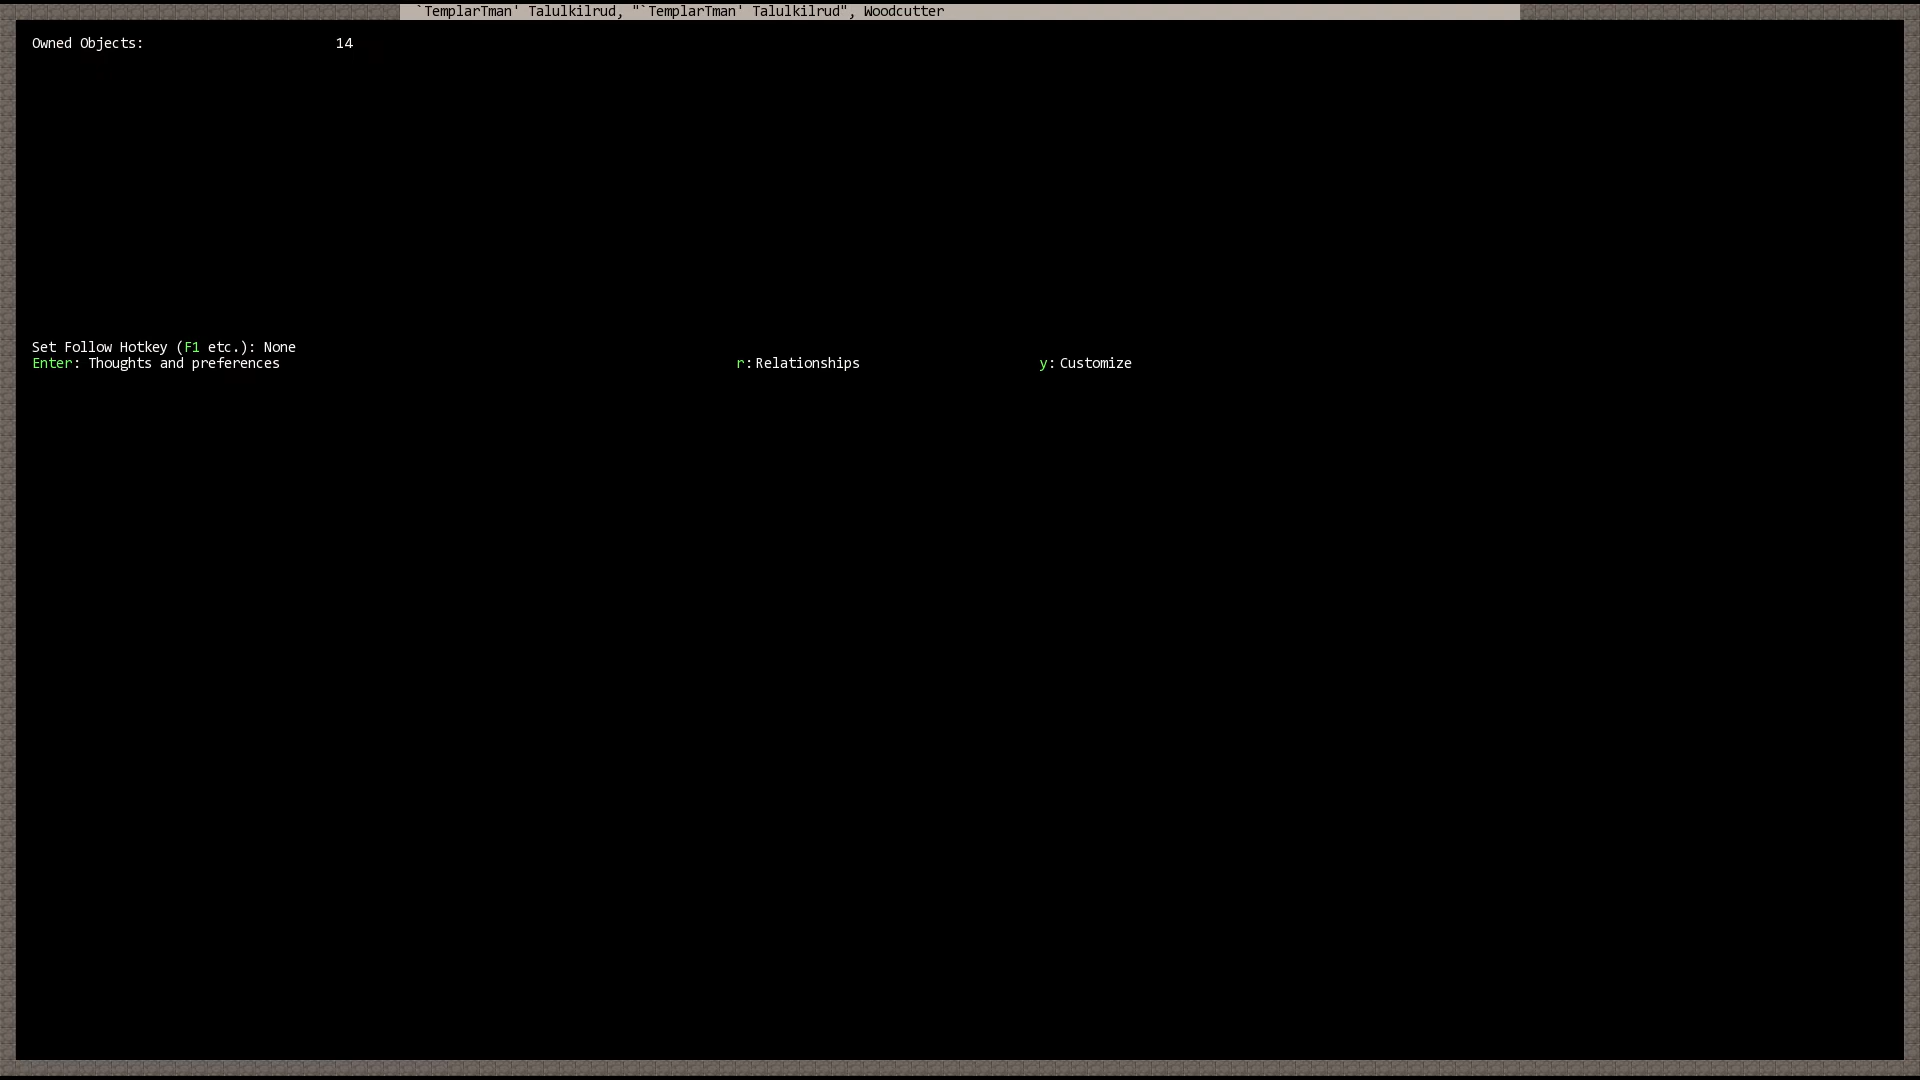 `TemplarTman' Talulkilrud, "`TemplarTman' Talulkilrud", Woodcutter
Owned Objects: 14
Set Follow Hotkey (F1 etc.): None
Enter: Thoughts and preferences r:Relationships y:Customize